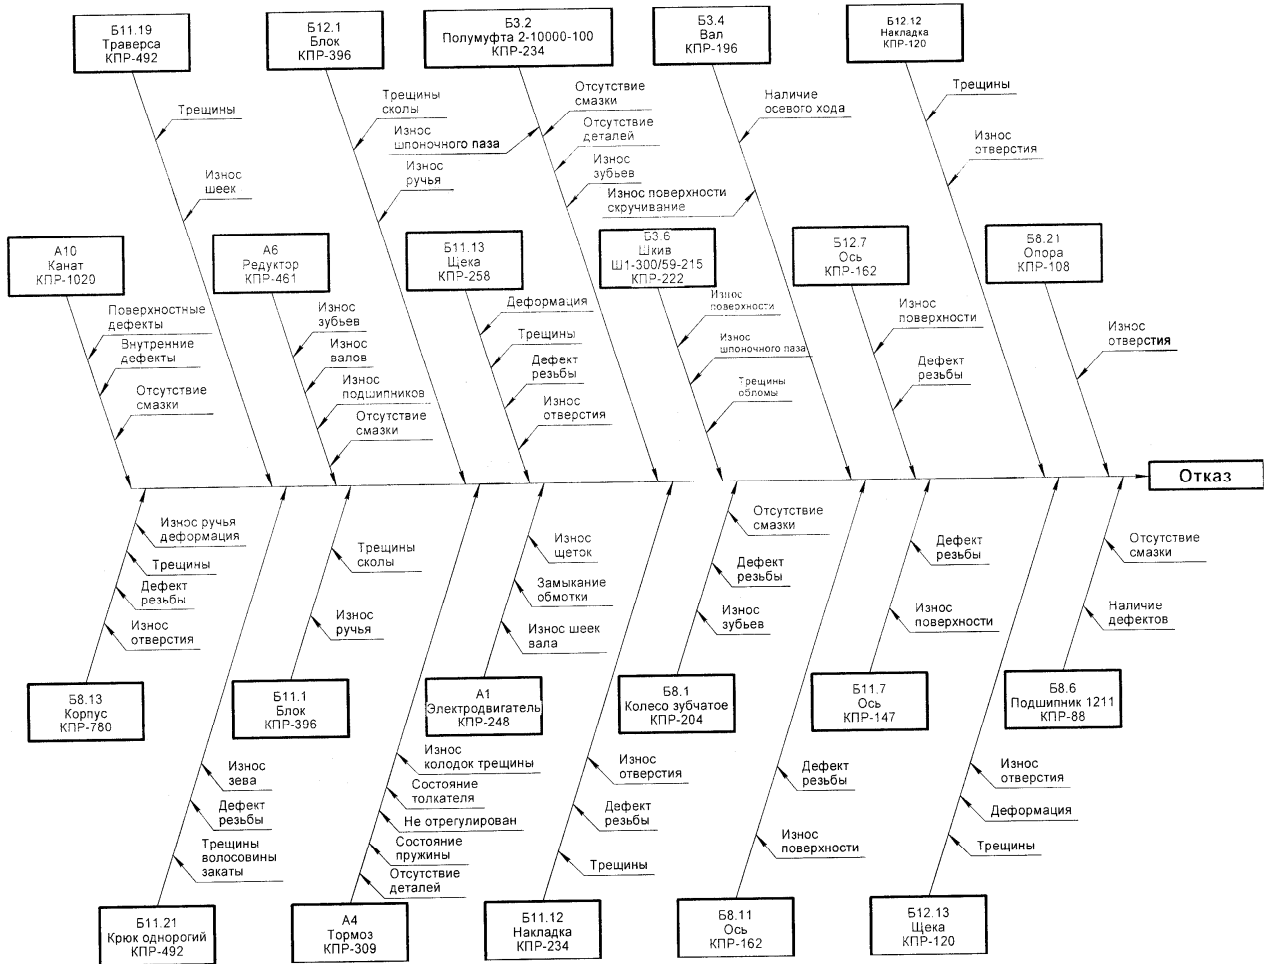 Б11.19
Траверса
КПР-492
Б12.1
Блок
КПР-396
Б3.2
Полумуфта 2-10000-100
КПР-234
Б3.4
Вал
КПР-196
Б12.12
Накладка
КПР-120
Трещины
Износ
шеек
Трещины
сколы
Износ
шпоночного паза
Износ
ручья
Отсутствие
смазки
Отсутствие
деталей
Износ
зубьев
Износ поверхности
скручивание
Наличие
осевого хода
Трещины
Износ
отверстия
А10
Канат
КПР-1020
А6
Редуктор
КПР-461
Б11.13
Щека
КПР-258
Б3.6
Шкив
Ш1-300/59-215
КПР-222
Б12.7
Ось
КПР-162
Б8.21
Опора
КПР-108
Поверхностные
дефекты
Внутренние
дефекты
Отсутствие
смазки
Износ
зубьев
Износ
валов
Износ
подшипников
Отсутствие
смазки
Деформация
Трещины
Дефект
резьбы
Износ
отверстия
Износ
поверхности
Износ
шпоночного паза
Трещины
обломы
Износ
поверхности
Дефект
резьбы
Износ
отверстия
Отказ
Износ ручья
деформация
Трещины
Дефект
резьбы
Износ
отверстия
Трещины
сколы
Износ
ручья
Износ
щеток
Замыкание
обмотки
Износ шеек
вала
Отсутствие
смазки
Дефект
резьбы
Износ
зубьев
Дефект
резьбы
Износ
поверхности
Отсутствие
смазки
Наличие
дефектов
Б8.13
Корпус
КПР-780
Б11.1
Блок
КПР-396
А1
Электродвигатель
КПР-248
Б8.1
Колесо зубчатое
КПР-204
Б11.7
Ось
КПР-147
Б8.6
Подшипник 1211
КПР-88
Износ
зева
Дефект
резьбы
Трещины
волосовины
закаты
Износ
колодок трещины
Состояние
толкателя
Не отрегулирован
Состояние
пружины
Отсутствие
деталей
Износ
отверстия
Дефект
резьбы
Трещины
Дефект
резьбы
Износ
поверхности
Износ
отверстия
Деформация
Трещины
Б11.21
Крюк однорогий
КПР-492
А4
Тормоз
КПР-309
Б11.12
Накладка
КПР-234
Б8.11
Ось
КПР-162
Б12.13
Щека
КПР-120